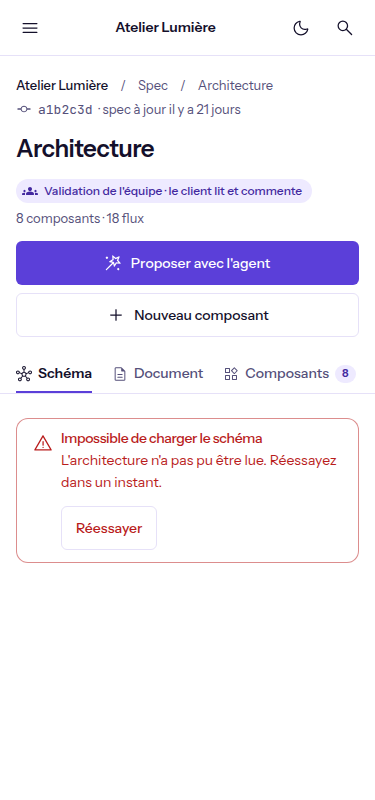 Atelier Lumière
Atelier Lumière / Spec / Architecture
a1b2c3d · spec à jour il y a 21 jours
Architecture
Validation de l'équipe · le client lit et commente
8 composants · 18 flux
Proposer avec l'agent
Nouveau composant
Schéma Document Composants 8
Impossible de charger le schéma
L'architecture n'a pas pu être lue. Réessayez
dans un instant.
Réessayer